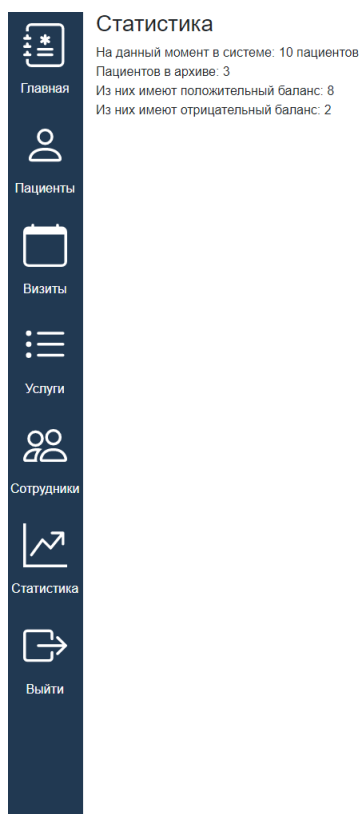 Статистика
На данный момент в системе: 10 пациентов
Пациентов в архиве: 3
Из них имеют положительный баланс: 8
Из них имеют отрицательный баланс: 2
Главная
Пациенты
Визиты
Услуги
Сотрудники
Статистика
Выйти